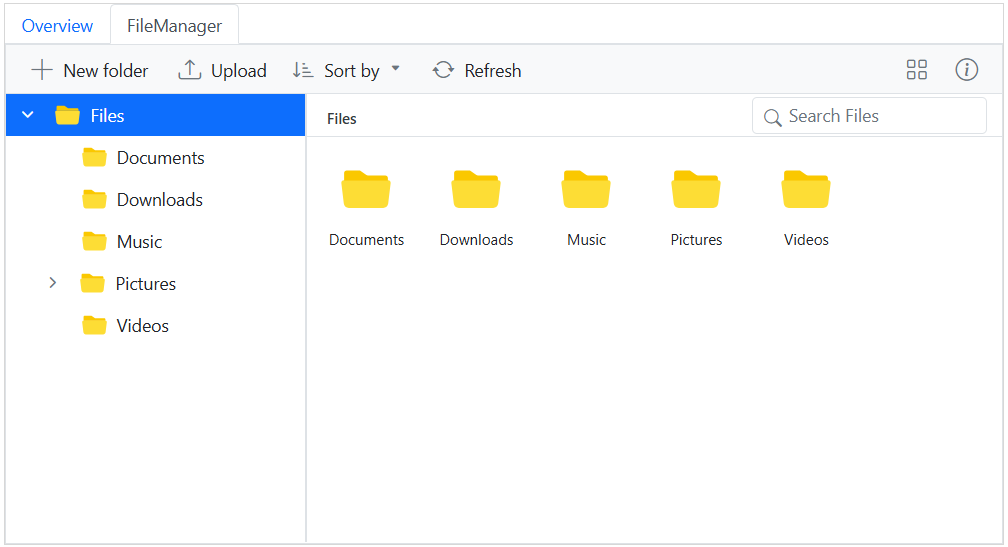 Overview FileManager
New folder Upload Sort by Refresh
Files
Documents
Downloads
Music
Pictures
Videos
Files Search Files
Documents Downloads Music Pictures Videos